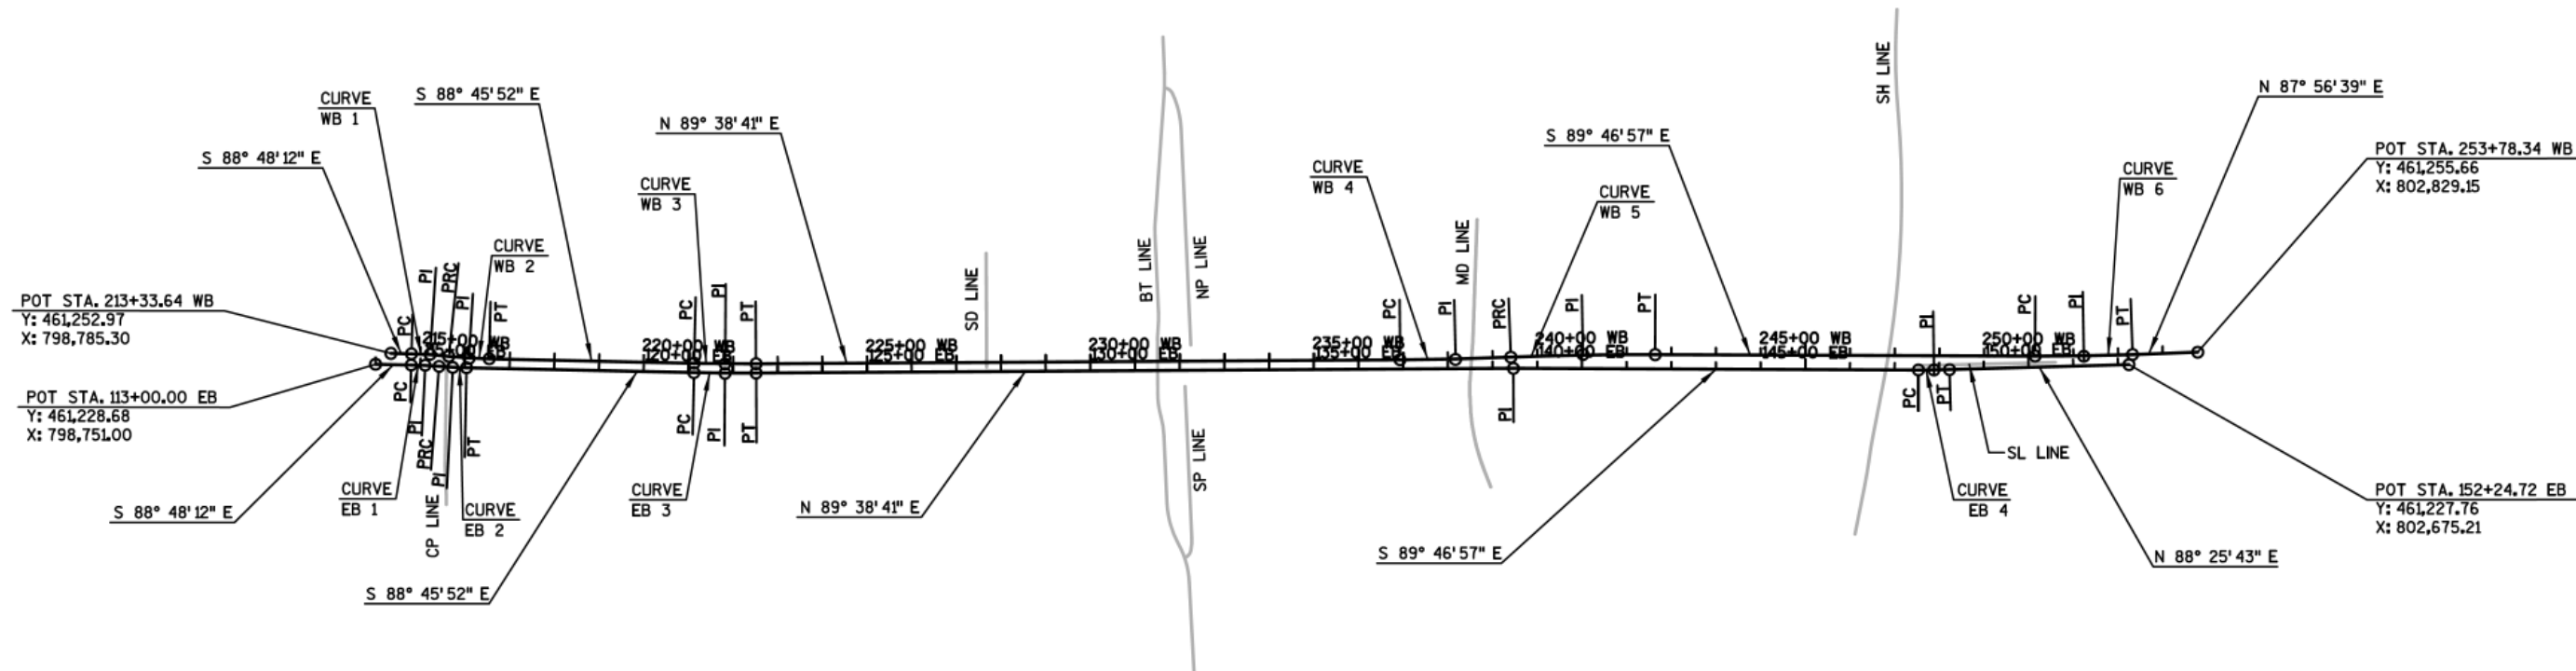 CURVE
WB 1
S 88° 45'52" E
S 88° 48'12" E
N 89° 38'41" E
CURVE
WB 3
CURVE
WB 2
POT STA. 213+33.64 WB
Y: 461,252.97
X: 798,785.30
PC
PI
PRC
PI
PT
215+00 WB
EB
PC
PI
PT
220+00 WB
120+00 EB
225+00 WB
125+00 EB
SD LINE
BT LINE
NP LINE
230+00 WB
130+00 EB
CURVE
WB 4
235+00 WB
135+00 EB
PC
PI
MD LINE
PRC
S 89° 46'57" E
CURVE
WB 5
PI
PT
240+00 WB
140+00 EB
245+00 WB
145+00 EB
SH LINE
PI
250+00 WB
150+00 EB
PC
PI
PT
CURVE
WB 6
N 87° 56'39" E
POT STA. 253+78.34 WB
Y: 461,255.66
X: 802,829.15
POT STA. 113+00.00 EB
Y: 461,228.68
X: 798,751.00
PC
PI
PRC
PI
PT
S 88° 48'12" E
CURVE
EB 1
CP LINE
CURVE
EB 2
S 88° 45'52" E
PC
PI
PT
CURVE
EB 3
N 89° 38'41" E
SP LINE
PI
S 89° 46'57" E
PC
PT
SL LINE
CURVE
EB 4
N 88° 25'43" E
POT STA. 152+24.72 EB
Y: 461,227.76
X: 802,675.21